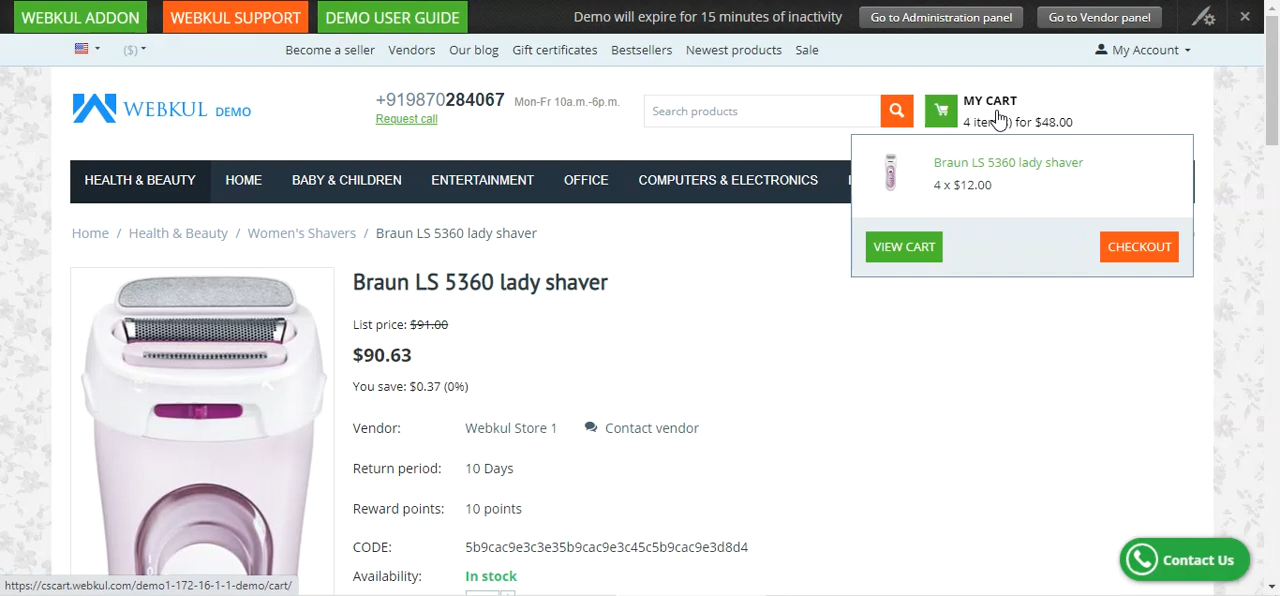 WEBKUL ADDON WEBKUL SUPPORT DEMO USER GUIDE Demo will expire for 15 minutes of inactivity Go to Administration panel Go to Vendor panel
($) Become a seller Vendors Our blog Gift certificates Bestsellers Newest products Sale My Account
WEBKUL DEMO +919870284067 Mon-Fr 10a.m.-6p.m. Search products MY CART
Request call for $48.00
Braun LS 5360 lady shaver
4 x $12.00
HEALTH & BEAUTY HOME BABY & CHILDREN ENTERTAINMENT OFFICE COMPUTERS & ELECTRONICS
VIEW CART CHECKOUT
Home / Health & Beauty / Women's Shavers / Braun LS 5360 lady shaver
Braun LS 5360 lady shaver
List price: $91.00
$90.63
You save: $0.37 (0%)
Vendor: Webkul Store 1 Contact vendor
Return period: 10 Days
Reward points: 10 points
CODE: 5b9cac9e3c3e35b9cac9e3c45c5b9cac9e3d8d4
Availability: In stock
Contact Us
https://cscart.webkul.com/demo1-172-16-1-1-demo/cart/